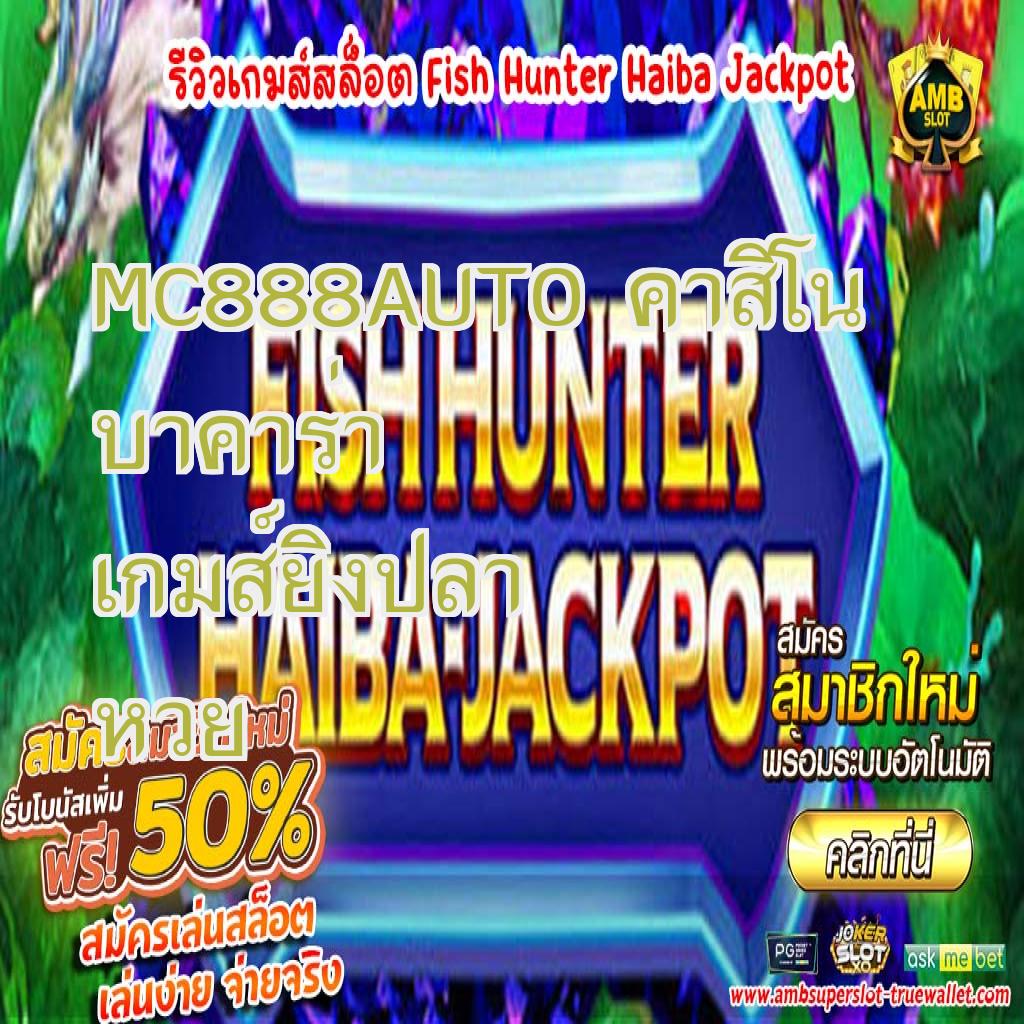 รีวิวเกมส์สล็อต Fish Hunter Haiba Jackpot
AMB
SLOT
MC888AUTO คาสิโน
FISH HUNTER
บาคาร่า
เกมส์ยิงปลา
HAIBA·JACKPOT
หวย
สมัคร
สมาชิกใหม่
พร้อมระบบอัตโนมัติ
คลิกที่นี่
รับโบนัสเพิ่ม
ฟรี! 50%
สมัครเล่นสล็อต
เล่นง่าย จ่ายจริง
PG
JOKER
SLOT
XO
ask me bet
www.ambsuperslot-truewallet.com